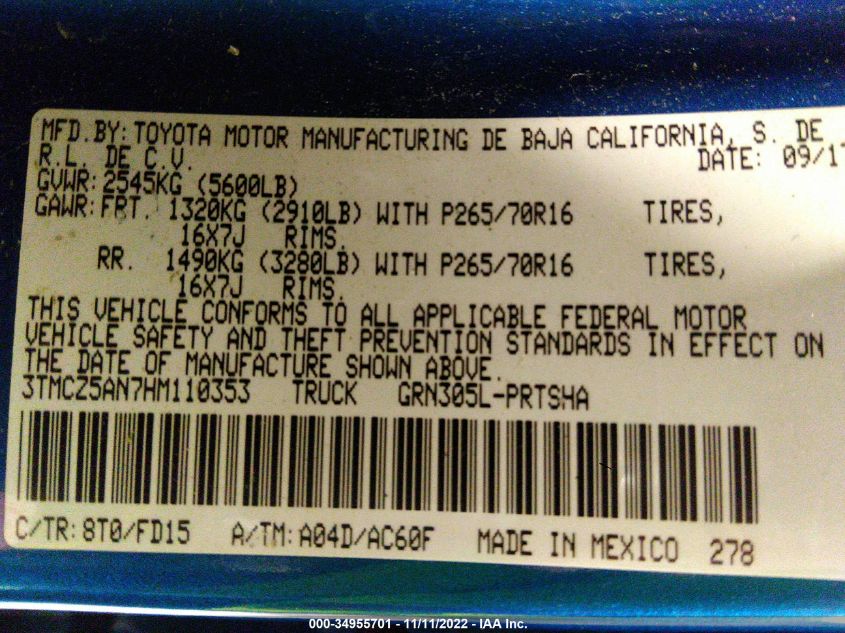 MFD.BY: TOYOTA MOTOR MANUFACTURING DE BAJA CALIFORNIA, S. DE
R.L. DE C.V. DATE: 09/17
GVWR: 2545KG (5600LB)
GAWR: FRT. 1320KG (2910LB) WITH P265/70R16 TIRES,
16X7J RIMS.
RR. 1490KG (3280LB) WITH P265/70R16 TIRES,
16X7J RIMS.
THIS VEHICLE CONFORMS TO ALL APPLICABLE FEDERAL MOTOR
VEHICLE SAFETY AND THEFT PREVENTION STANDARDS IN EFFECT ON
THE DATE OF MANUFACTURE SHOWN ABOVE.
3TMCZ5AN7HM110353 TRUCK GRN305L-PRTSHA
C/TR: 8T0/FD15 A/TM: A04D/AC60F MADE IN MEXICO 278
000-34955701 - 11/11/2022 - IAA Inc.